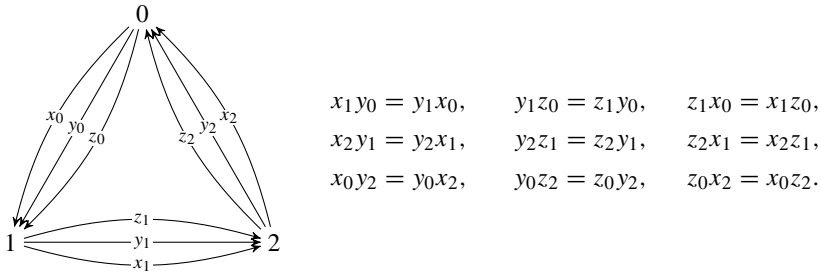 0
x₀ y₀ z₀ z₂ y₂ x₂
z₁
1 y₁ 2
x₁
x₁y₀ = y₁x₀, y₁z₀ = z₁y₀, z₁x₀ = x₁z₀,
x₂y₁ = y₂x₁, y₂z₁ = z₂y₁, z₂x₁ = x₂z₁,
x₀y₂ = y₀x₂, y₀z₂ = z₀y₂, z₀x₂ = x₀z₂.